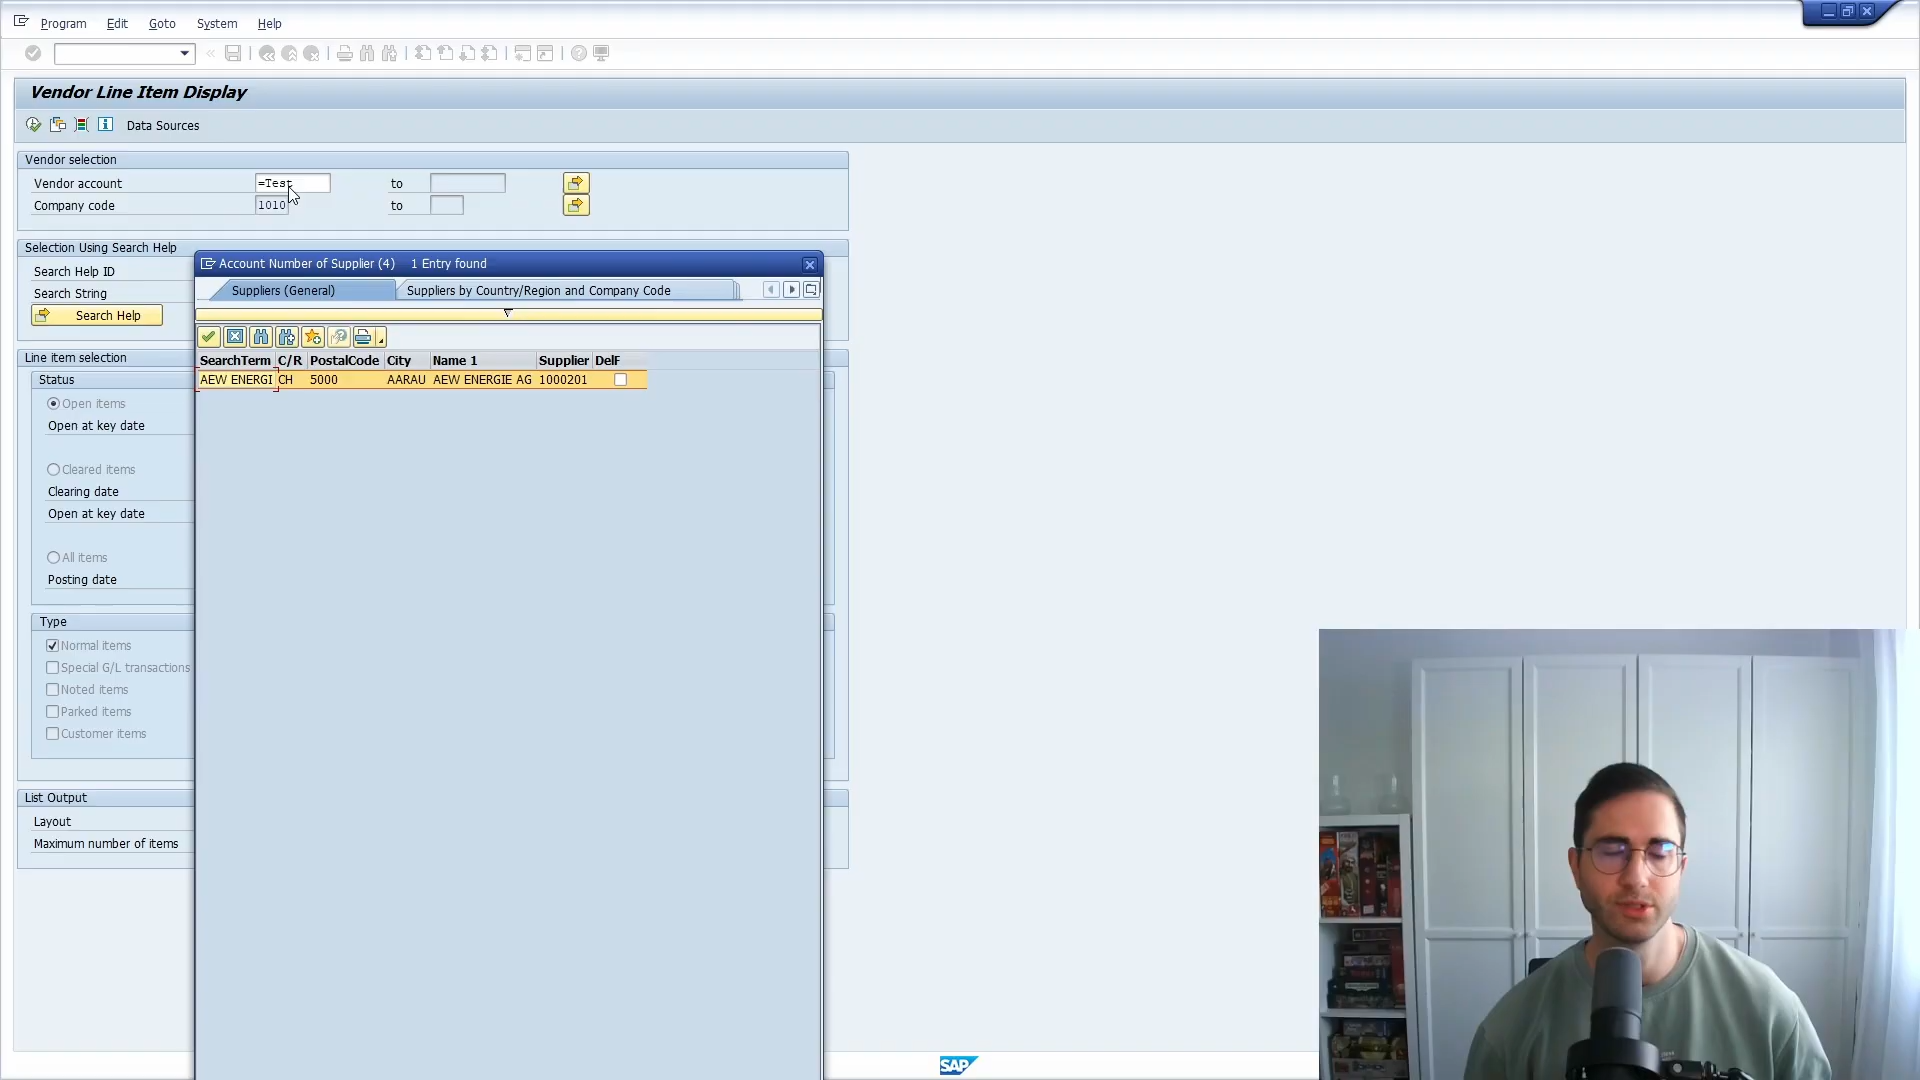 Program Edit Goto System Help
Vendor Line Item Display
Data Sources
Vendor selection
Vendor account =Test to
Company code 1010 to
Selection Using Search Help
Search Help ID
Search String
Search Help
Account Number of Supplier (4) 1 Entry found
Suppliers (General) Suppliers by Country/Region and Company Code
SearchTerm C/R PostalCode City Name 1 Supplier DelF
AEW ENERGI CH 5000 AARAU AEW ENERGIE AG 1000201
Line item selection
Status
Open items
Open at key date
Cleared items
Clearing date
Open at key date
All items
Posting date
Type
Normal items
Special G/L transactions
Noted items
Parked items
Customer items
List Output
Layout
Maximum number of items
SAP